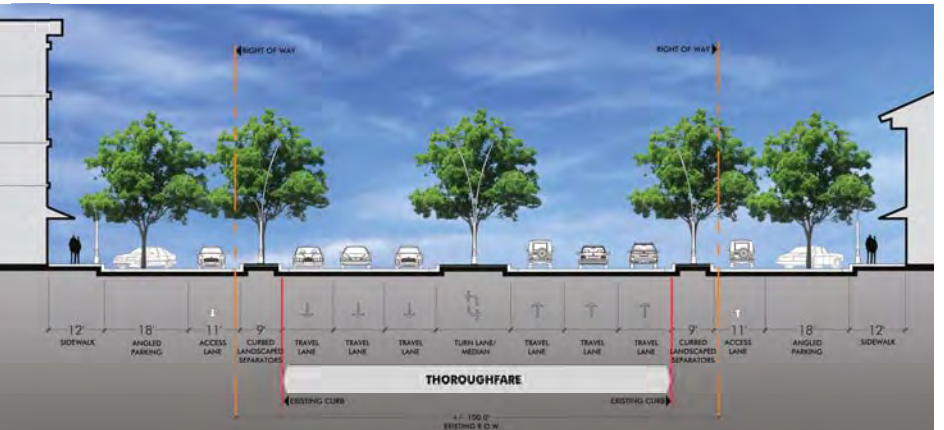 RIGHT OF WAY
RIGHT OF WAY
12' 18' 11' 9' 9' 11' 18' 12'
SIDEWALK ANGLED PARKING ACCESS LANE CURBED LANDSCAPED SEPARATORS TRAVEL LANE TRAVEL LANE TRAVEL LANE TURN LANE/ MEDIAN TRAVEL LANE TRAVEL LANE TRAVEL LANE CURBED LANDSCAPED SEPARATORS ACCESS LANE ANGLED PARKING SIDEWALK
THOROUGHFARE
EXISTING CURB EXISTING CURB
+/- 100.0'
EXISTING R.O.W.